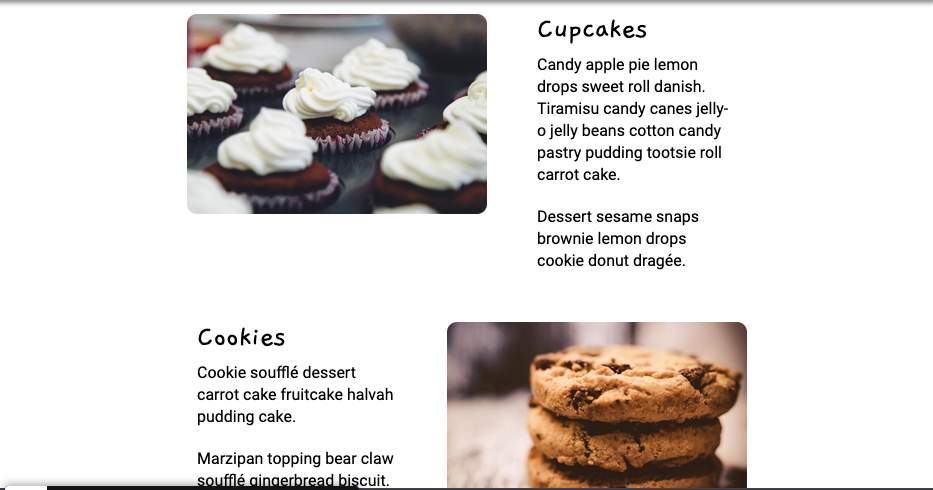 Cupcakes
Candy apple pie lemon
drops sweet roll danish.
Tiramisu candy canes jelly-
o jelly beans cotton candy
pastry pudding tootsie roll
carrot cake.
Dessert sesame snaps
brownie lemon drops
cookie donut dragée.
Cookies
Cookie soufflé dessert
carrot cake fruitcake halvah
pudding cake.
Marzipan topping bear claw
soufflé gingerbread biscuit.